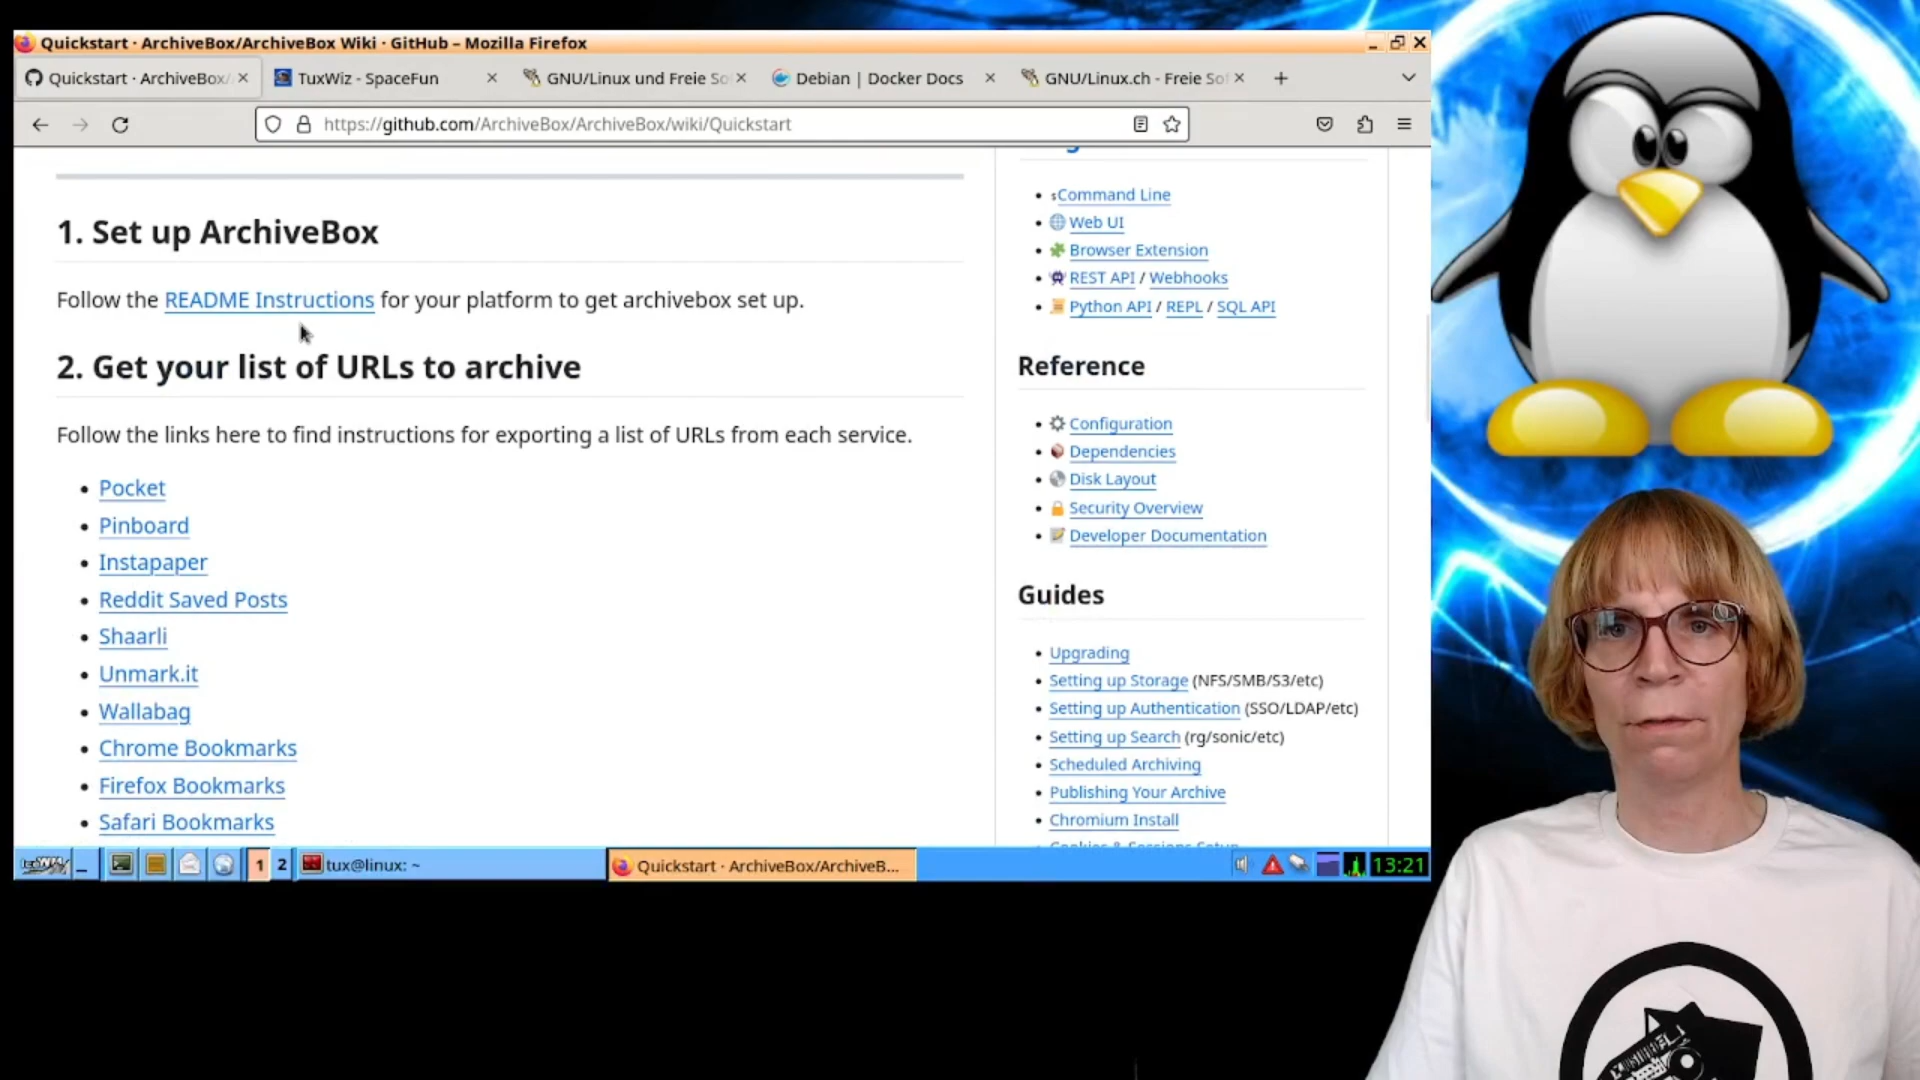 Quickstart · ArchiveBox/ArchiveBox Wiki · GitHub – Mozilla Firefox
Quickstart · ArchiveBox/
TuxWiz - SpaceFun
GNU/Linux und Freie So
Debian | Docker Docs
GNU/Linux.ch - Freie Sof
https://github.com/ArchiveBox/ArchiveBox/wiki/Quickstart
1. Set up ArchiveBox
Follow the README Instructions for your platform to get archivebox set up.
2. Get your list of URLs to archive
Follow the links here to find instructions for exporting a list of URLs from each service.
• Pocket
• Pinboard
• Instapaper
• Reddit Saved Posts
• Shaarli
• Unmark.it
• Wallabag
• Chrome Bookmarks
• Firefox Bookmarks
• Safari Bookmarks
• Command Line
• Web UI
• Browser Extension
• REST API / Webhooks
• Python API / REPL / SQL API
Reference
• Configuration
• Dependencies
• Disk Layout
• Security Overview
• Developer Documentation
Guides
• Upgrading
• Setting up Storage (NFS/SMB/S3/etc)
• Setting up Authentication (SSO/LDAP/etc)
• Setting up Search (rg/sonic/etc)
• Scheduled Archiving
• Publishing Your Archive
• Chromium Install
1 2
tux@linux: ~
Quickstart · ArchiveBox/ArchiveB...
13:21